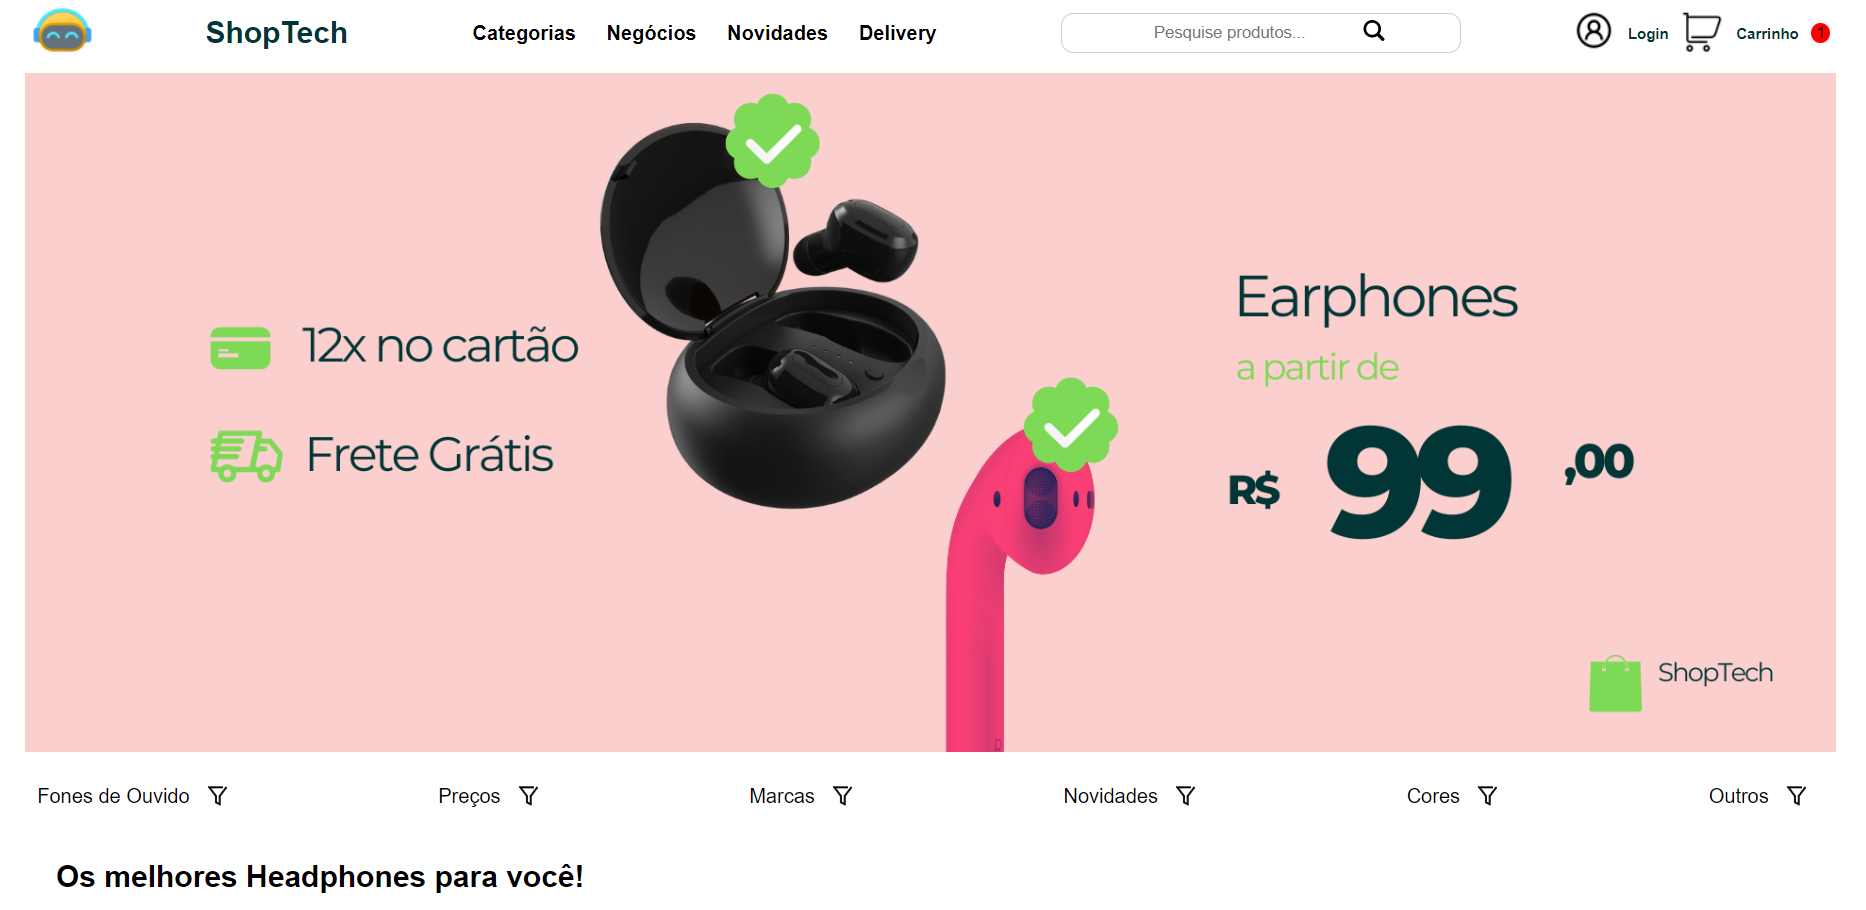 ShopTech
Categorias Negócios Novidades Delivery
Pesquise produtos...
Login
Carrinho
1
12x no cartão
Frete Grátis
Earphones
a partir de
R$ 99 ,00
ShopTech
Fones de Ouvido Preços Marcas Novidades Cores Outros
Os melhores Headphones para você!